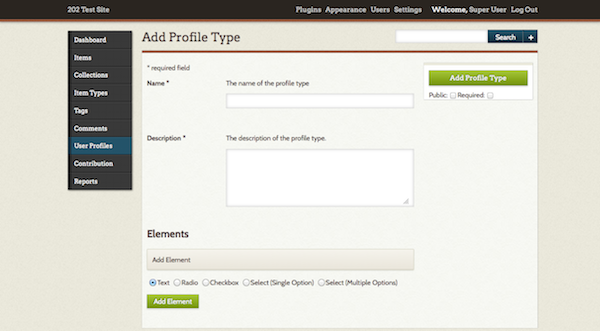 202 Test Site
Plugins Appearance Users Settings Welcome, Super User Log Out
Add Profile Type
Search +
Dashboard
Items
Collections
Item Types
Tags
Comments
User Profiles
Contribution
Reports
* required field
Name *
The name of the profile type
Description *
The description of the profile type.
Elements
Add Element
Text Radio Checkbox Select (Single Option) Select (Multiple Options)
Add Element
Add Profile Type
Public: Required: